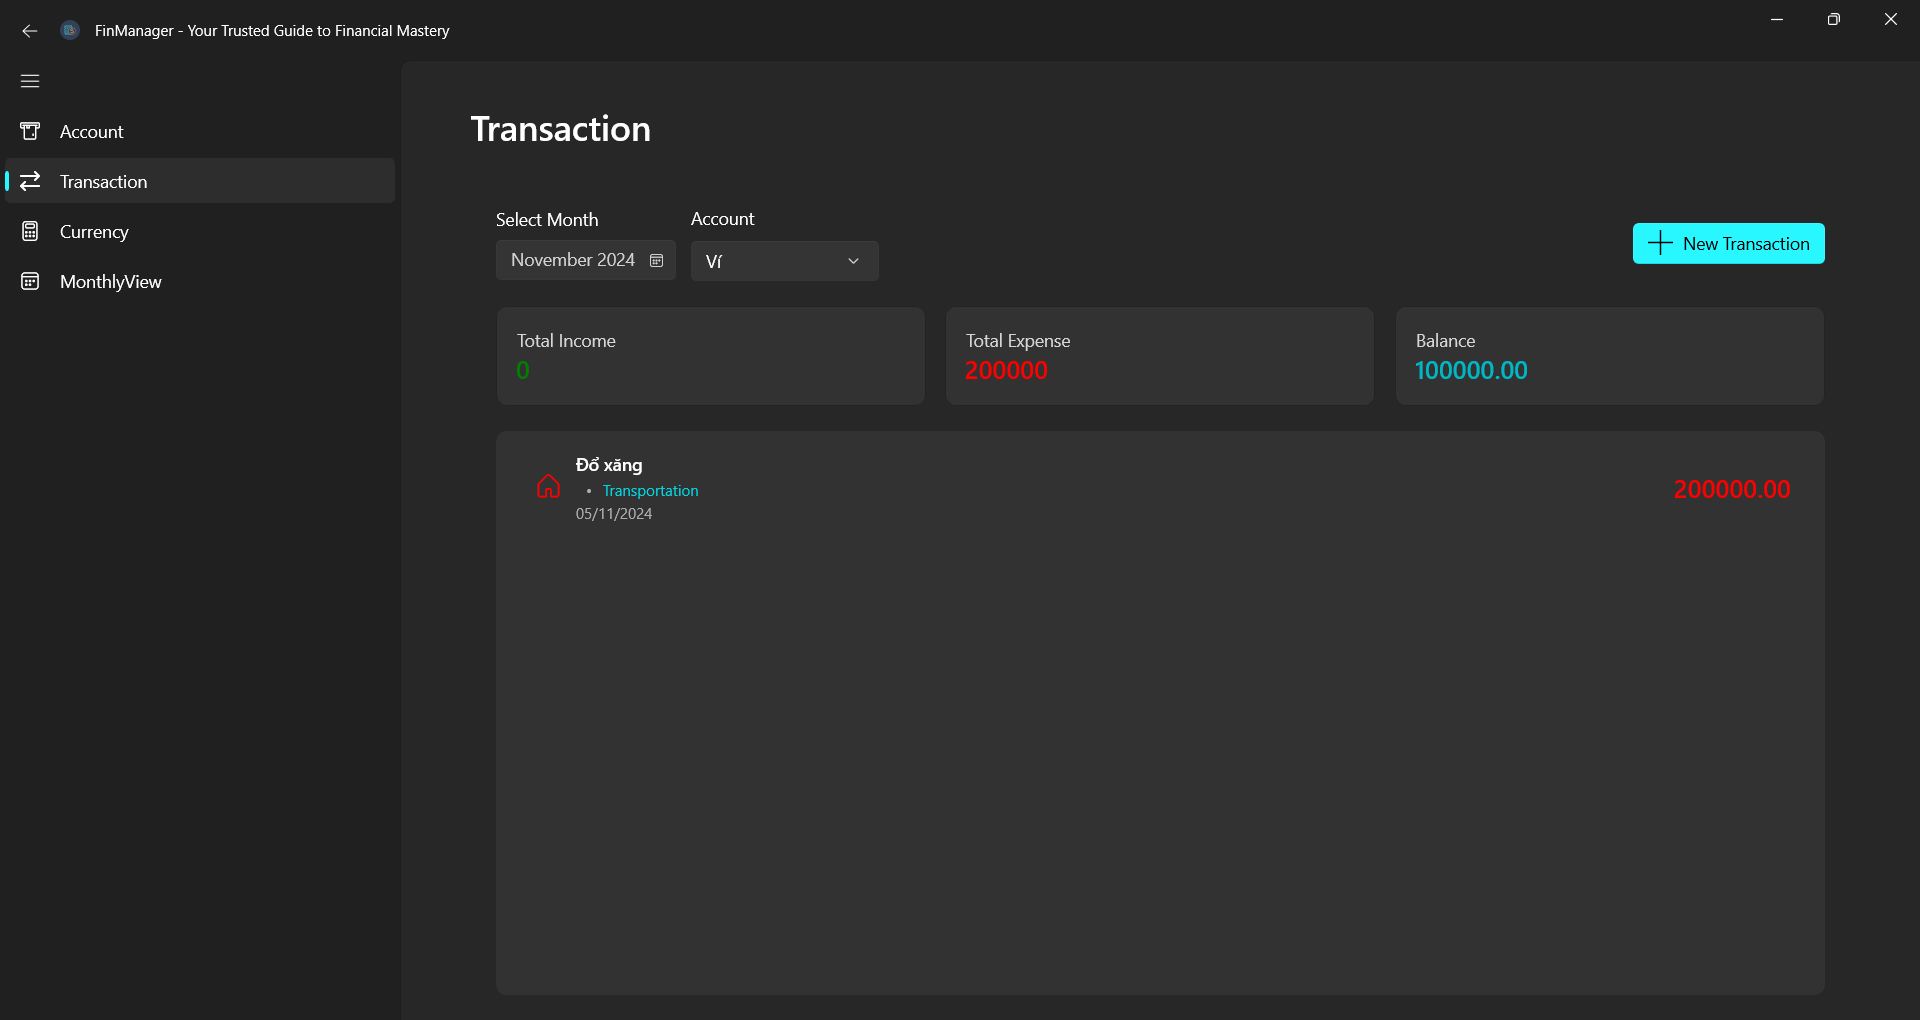 FinManager - Your Trusted Guide to Financial Mastery
Account
Transaction
Currency
MonthlyView
Transaction
Select Month
Account
November 2024
Ví
New Transaction
Total Income
0
Total Expense
200000
Balance
100000.00
Đổ xăng
• Transportation
05/11/2024
200000.00